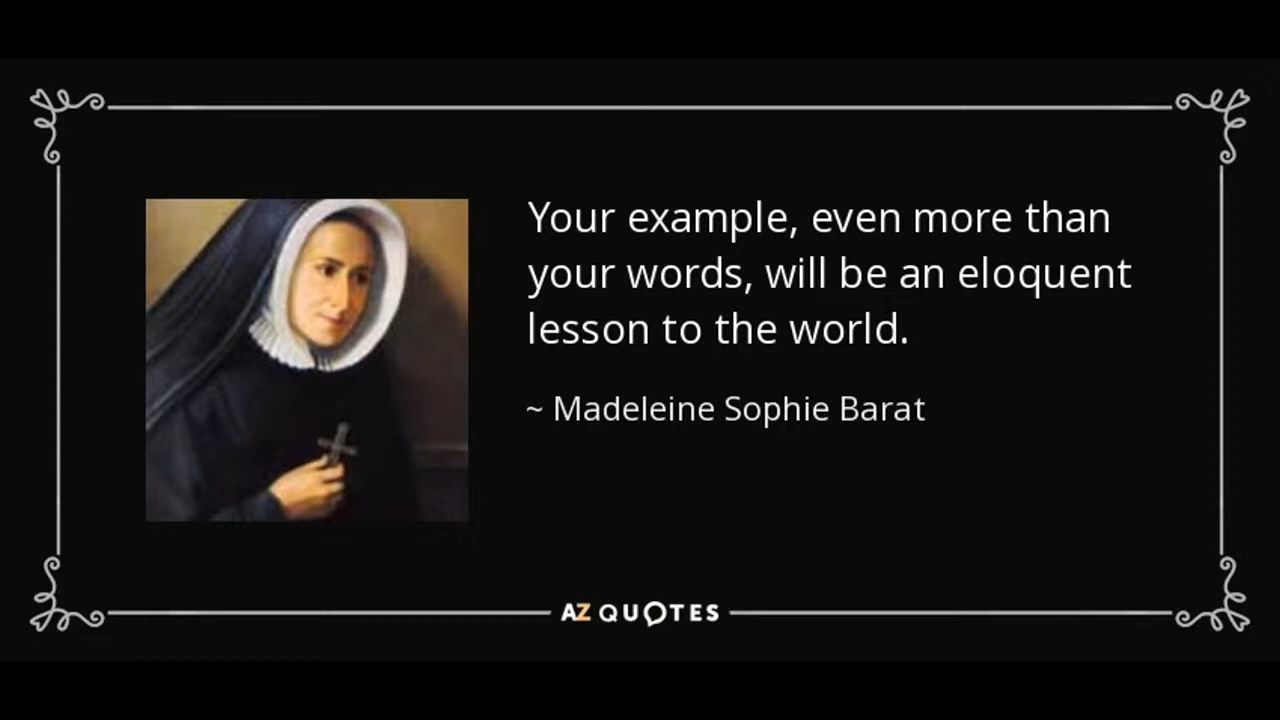 Your example, even more than
your words, will be an eloquent
lesson to the world.
~ Madeleine Sophie Barat
AZ QUOTES